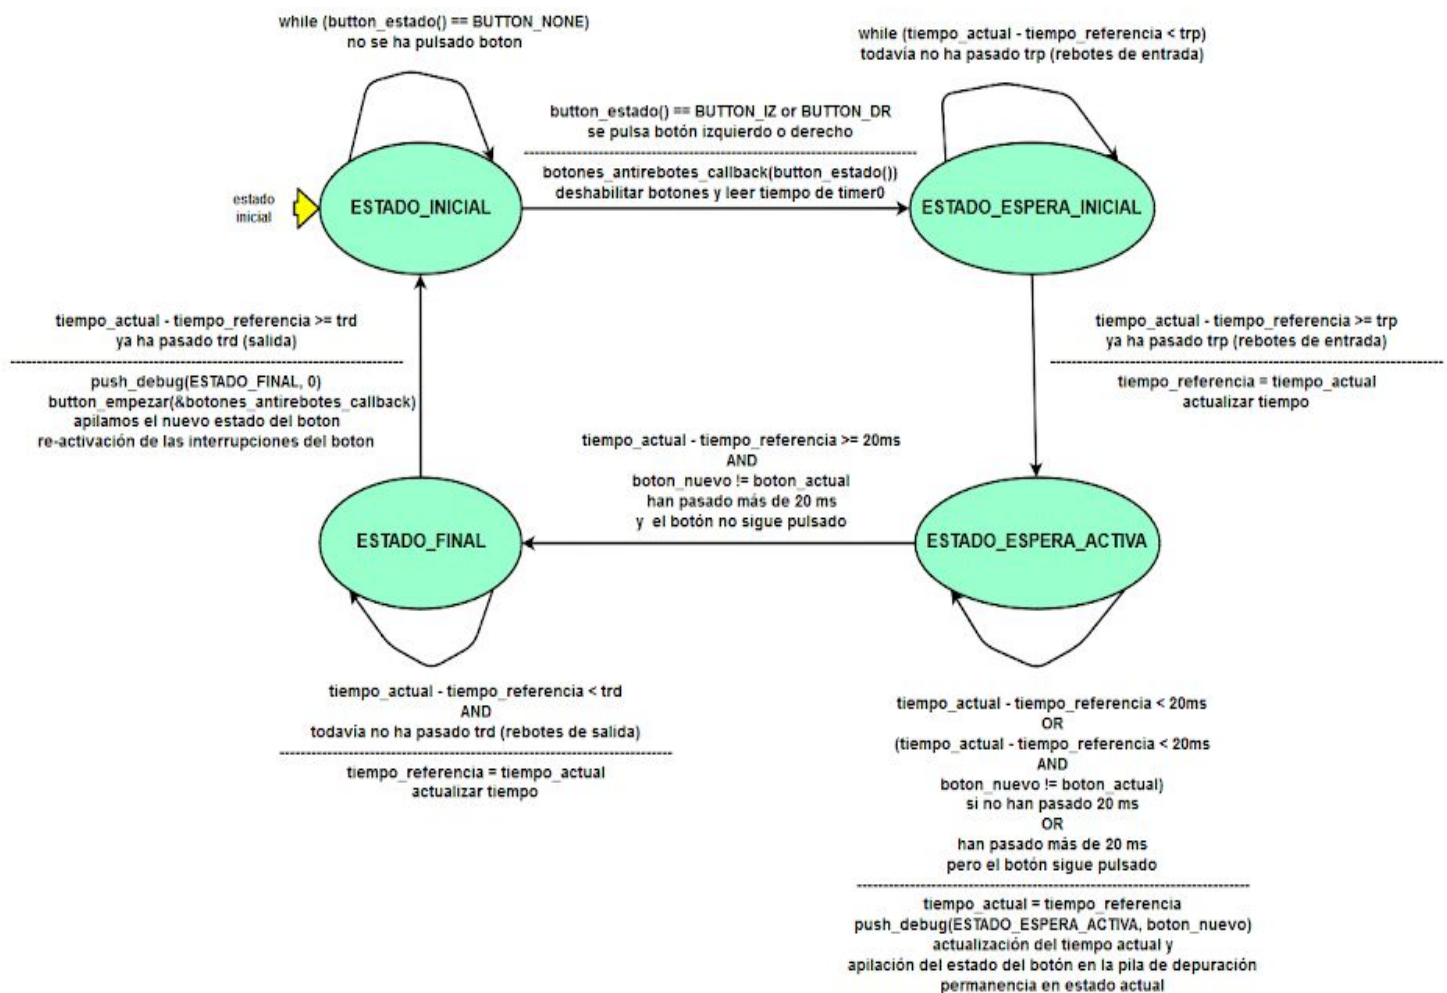 while (button_estado() == BUTTON_NONE)
no se ha pulsado boton
while (tiempo_actual - tiempo_referencia < trp)
todavía no ha pasado trp (rebotes de entrada)
button_estado() == BUTTON_IZ or BUTTON_DR
se pulsa botón izquierdo o derecho
botones_antirebotes_callback(button_estado())
deshabilitar botones y leer tiempo de timer0
estado
inicial
ESTADO_INICIAL
ESTADO_ESPERA_INICIAL
tiempo_actual - tiempo_referencia >= trd
ya ha pasado trd (salida)
push_debug(ESTADO_FINAL, 0)
button_empezar(&botones_antirebotes_callback)
apilamos el nuevo estado del boton
re-activación de las interrupciones del boton
tiempo_actual - tiempo_referencia >= trp
ya ha pasado trp (rebotes de entrada)
tiempo_referencia = tiempo_actual
actualizar tiempo
tiempo_actual - tiempo_referencia >= 20ms
AND
boton_nuevo != boton_actual
han pasado más de 20 ms
y el botón no sigue pulsado
ESTADO_FINAL
ESTADO_ESPERA_ACTIVA
tiempo_actual - tiempo_referencia < trd
AND
todavía no ha pasado trd (rebotes de salida)
tiempo_referencia = tiempo_actual
actualizar tiempo
tiempo_actual - tiempo_referencia < 20ms
OR
(tiempo_actual - tiempo_referencia < 20ms
AND
boton_nuevo != boton_actual)
si no han pasado 20 ms
OR
han pasado más de 20 ms
pero el botón sigue pulsado
tiempo_actual = tiempo_referencia
push_debug(ESTADO_ESPERA_ACTIVA, boton_nuevo)
actualización del tiempo actual y
apilación del estado del botón en la pila de depuración
permanencia en estado actual